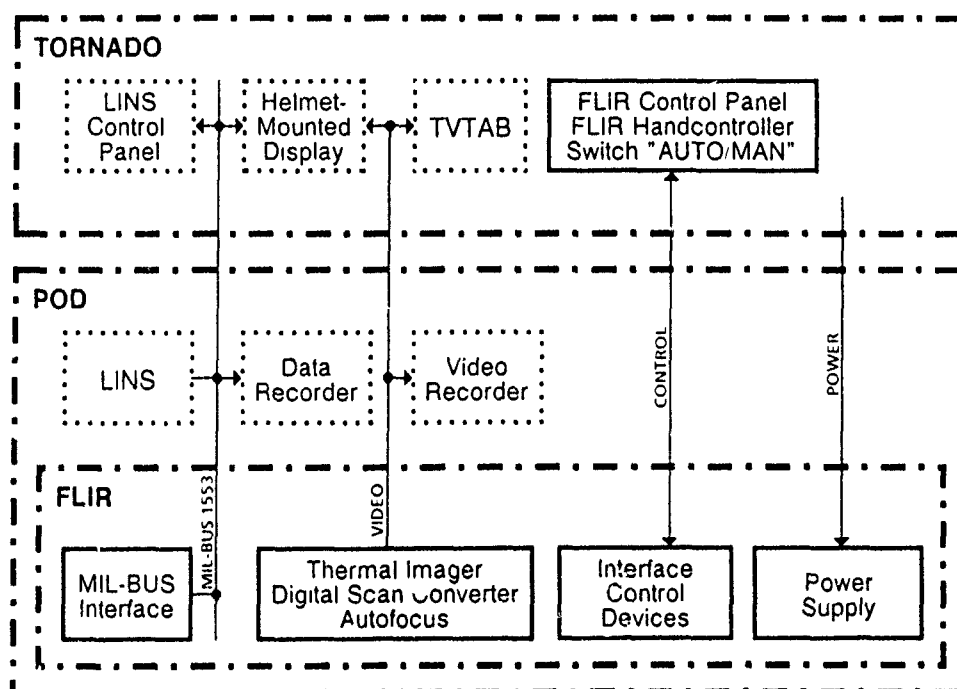 TORNADO
LINS
Control
Panel
Helmet-
Mounted
Display
TVTAB
FLIR Control Panel
FLIR Handcontroller
Switch "AUTO/MAN"
POD
LINS
Data
Recorder
Video
Recorder
CONTROL
POWER
FLIR
MIL-BUS 1553
VIDEO
MIL-BUS
Interface
Thermal Imager
Digital Scan Converter
Autofocus
Interface
Control
Devices
Power
Supply